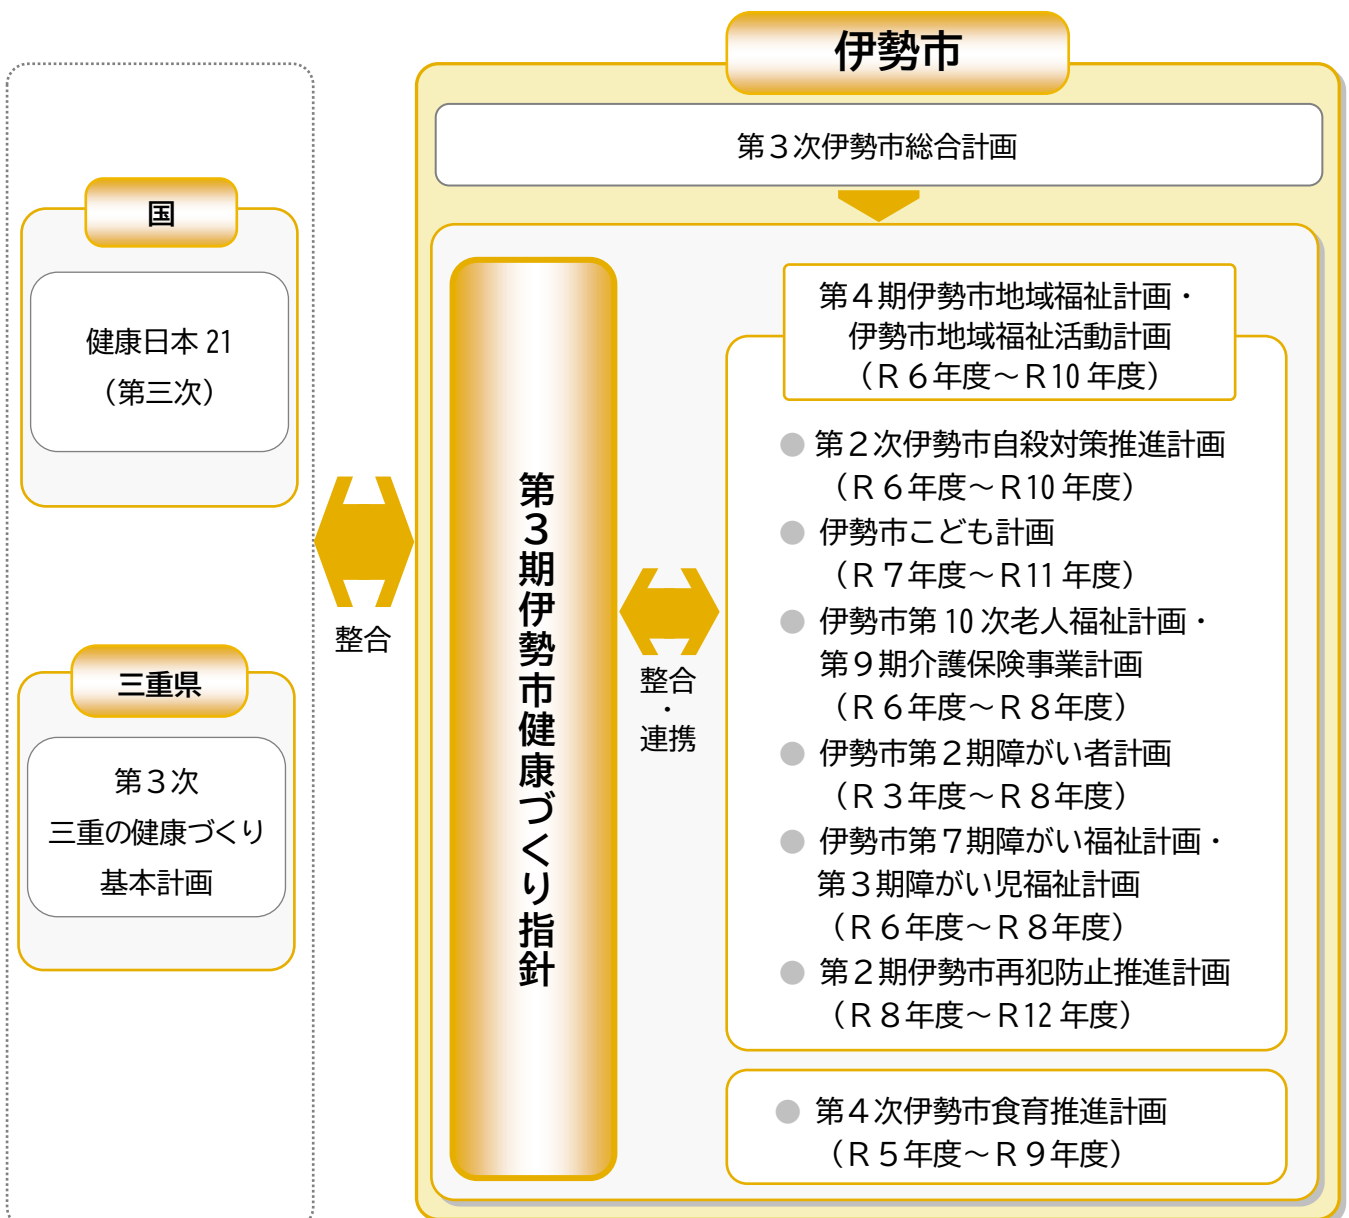 伊勢市
第３次伊勢市総合計画
国
健康日本 21
（第三次）
三重県
第３次
三重の健康づくり
基本計画
整合
第３期伊勢市健康づくり指針
整合
・
連携
第４期伊勢市地域福祉計画・
伊勢市地域福祉活動計画
（Ｒ６年度～Ｒ10 年度）
● 第２次伊勢市自殺対策推進計画
（Ｒ６年度～Ｒ10 年度）
● 伊勢市こども計画
（Ｒ７年度～Ｒ11 年度）
● 伊勢市第 10 次老人福祉計画・
第９期介護保険事業計画
（Ｒ６年度～Ｒ８年度）
● 伊勢市第２期障がい者計画
（Ｒ３年度～Ｒ８年度）
● 伊勢市第７期障がい福祉計画・
第３期障がい児福祉計画
（Ｒ６年度～Ｒ８年度）
● 第２期伊勢市再犯防止推進計画
（Ｒ８年度～Ｒ12 年度）
● 第４次伊勢市食育推進計画
（Ｒ５年度～Ｒ９年度）